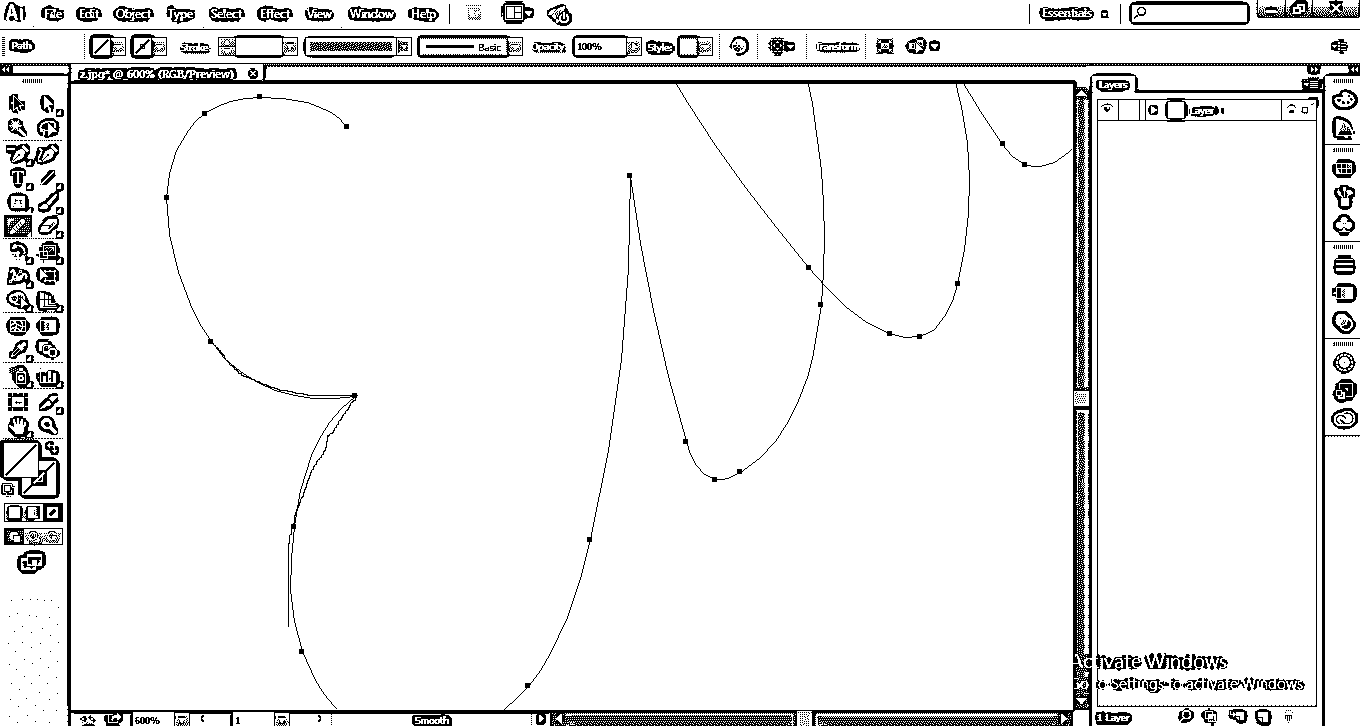 Ai File Edit Object Type Select Effect View Window Help Essentials
Path Stroke: Basic Opacity: 100% Style: Transform
z.jpg* @ 600% (RGB/Preview)
Layers
Layer 1
Activate Windows
Go to Settings to activate Windows
600% 1 Smooth 1 Layer